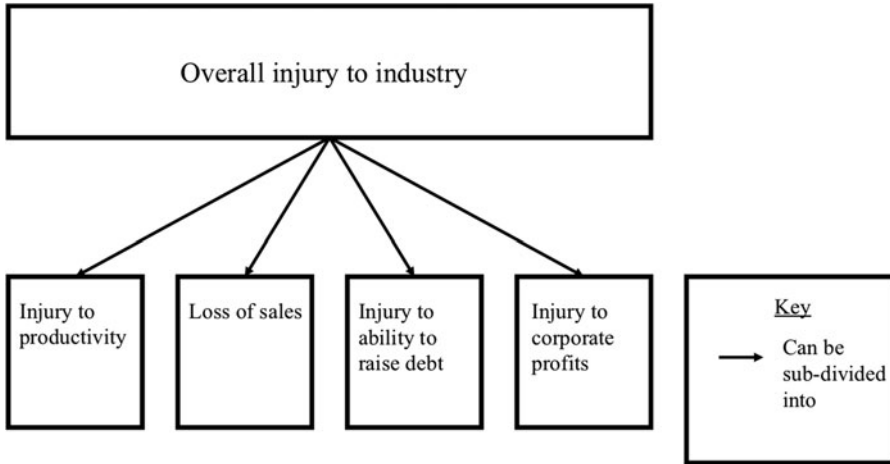 Overall injury to industry
Injury to
productivity
Loss of sales
Injury to
ability to
raise debt
Injury to
corporate
profits
Key
Can be
sub-divided
into